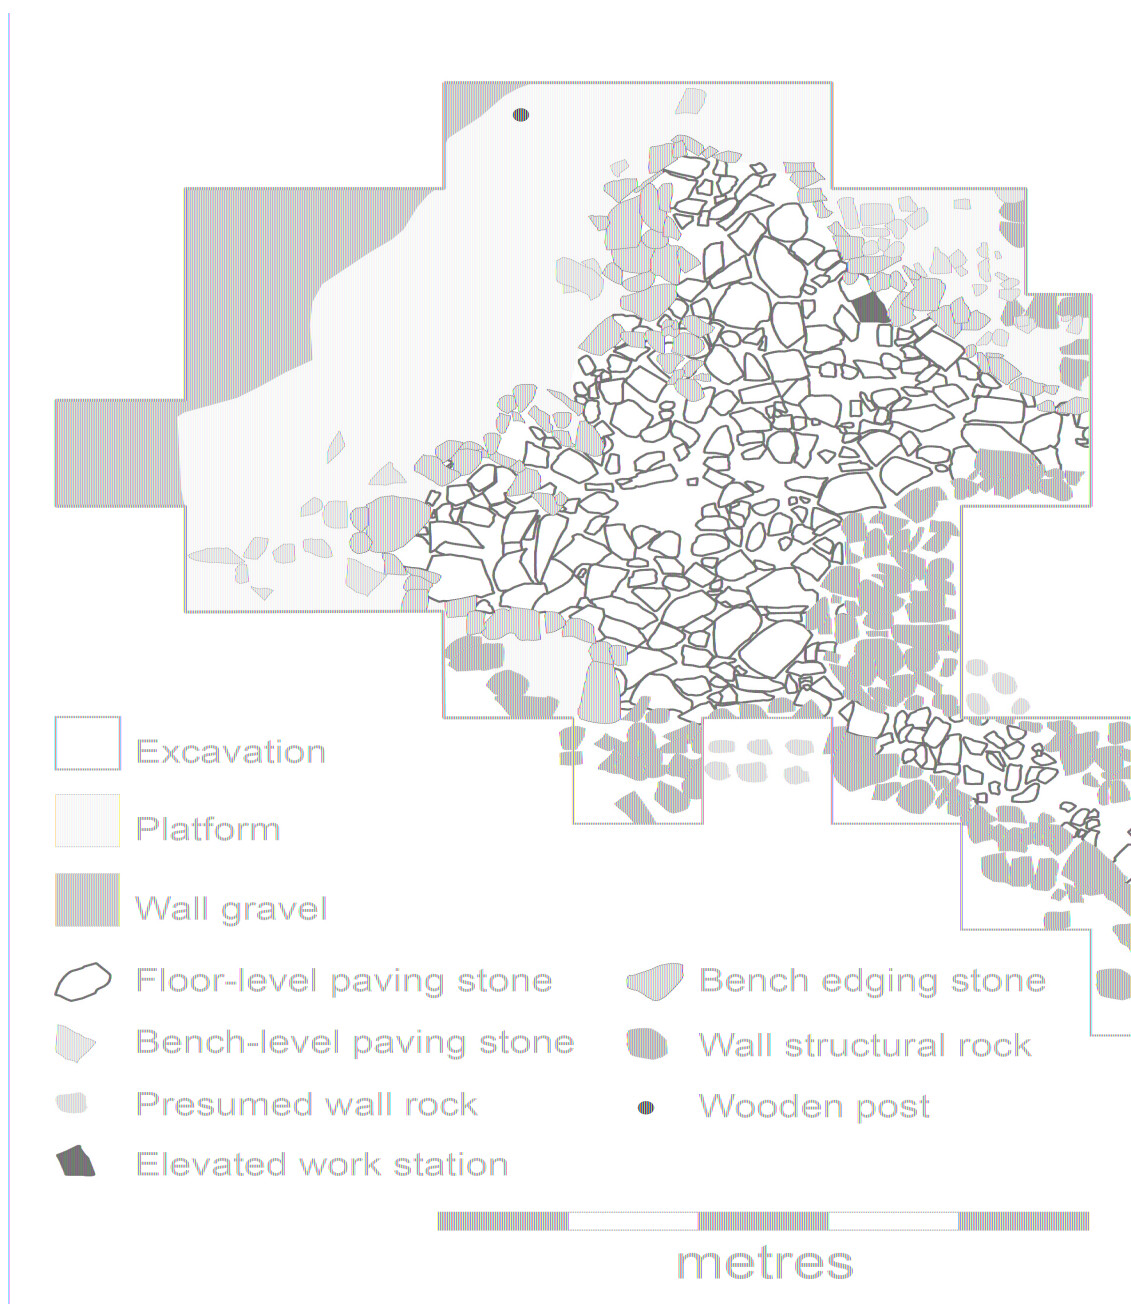 Excavation
Platform
Wall gravel
Floor-level paving stone
Bench edging stone
Bench-level paving stone
Wall structural rock
Presumed wall rock
Wooden post
Elevated work station
metres